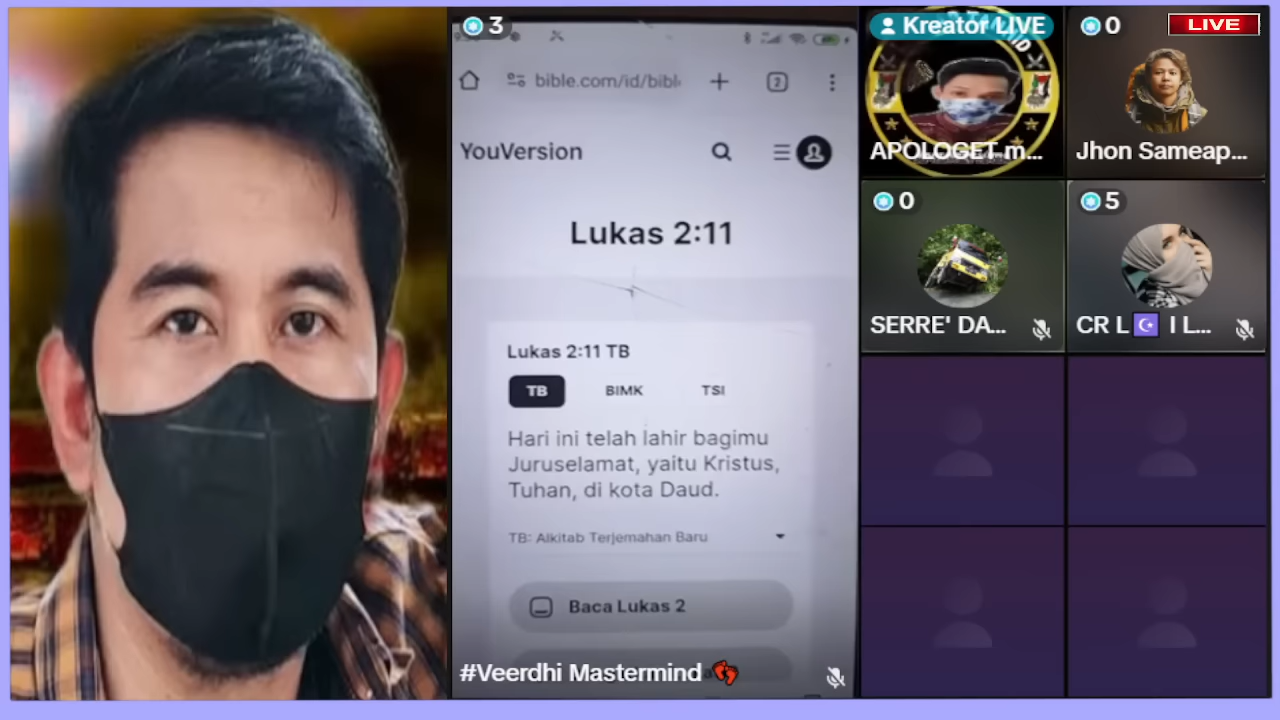 3
bible.com/id/bibl
2
YouVersion
Lukas 2:11
Lukas 2:11 TB
TB BIMK TSI
Hari ini telah lahir bagimu
Juruselamat, yaitu Kristus,
Tuhan, di kota Daud.
TB: Alkitab Terjemahan Baru
Baca Lukas 2
#Veerdhi Mastermind
Kreator LIVE
APOLOGET m...
0
LIVE
Jhon Sameap...
0
SERRE' DA...
5
CR L I L...